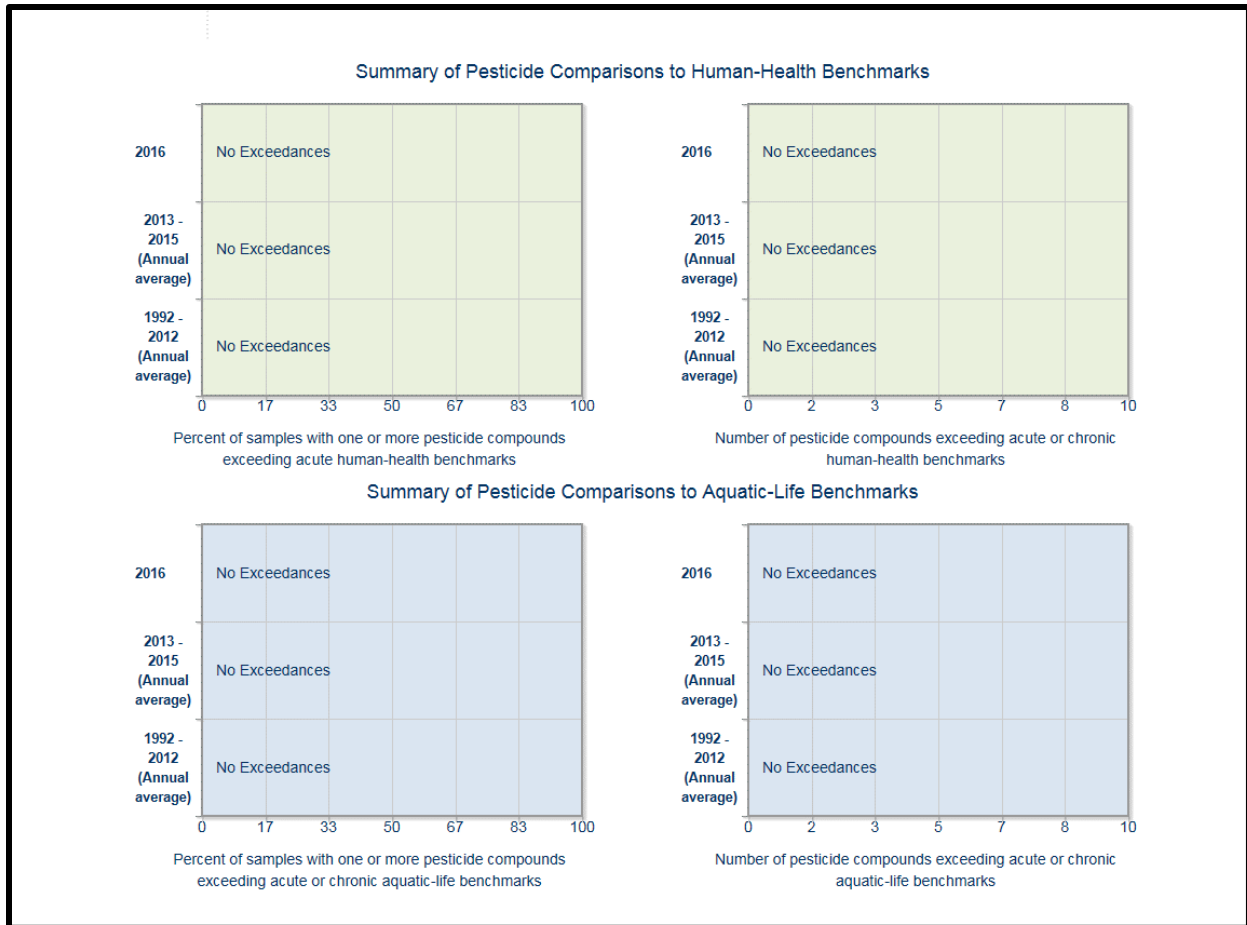 Summary of Pesticide Comparisons to Human-Health Benchmarks
2016
No Exceedances
2013 -
2015
(Annual
average)
No Exceedances
1992 -
2012
(Annual
average)
No Exceedances
0 17 33 50 67 83 100
Percent of samples with one or more pesticide compounds
exceeding acute human-health benchmarks
2016
No Exceedances
2013 -
2015
(Annual
average)
No Exceedances
1992 -
2012
(Annual
average)
No Exceedances
0 2 3 5 7 8 10
Number of pesticide compounds exceeding acute or chronic
human-health benchmarks
Summary of Pesticide Comparisons to Aquatic-Life Benchmarks
2016
No Exceedances
2013 -
2015
(Annual
average)
No Exceedances
1992 -
2012
(Annual
average)
No Exceedances
0 17 33 50 67 83 100
Percent of samples with one or more pesticide compounds
exceeding acute or chronic aquatic-life benchmarks
2016
No Exceedances
2013 -
2015
(Annual
average)
No Exceedances
1992 -
2012
(Annual
average)
No Exceedances
0 2 3 5 7 8 10
Number of pesticide compounds exceeding acute or chronic
aquatic-life benchmarks